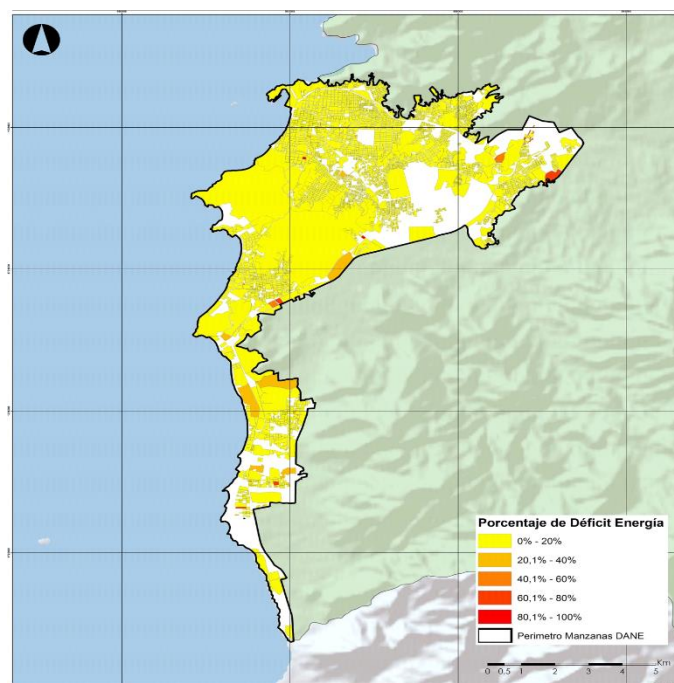 Porcentaje de Déficit Energía
0% - 20%
20,1% - 40%
40,1% - 60%
60,1% - 80%
80,1% - 100%
Perimetro Manzanas DANE
Km
0 0.5 1 2 3 4 5